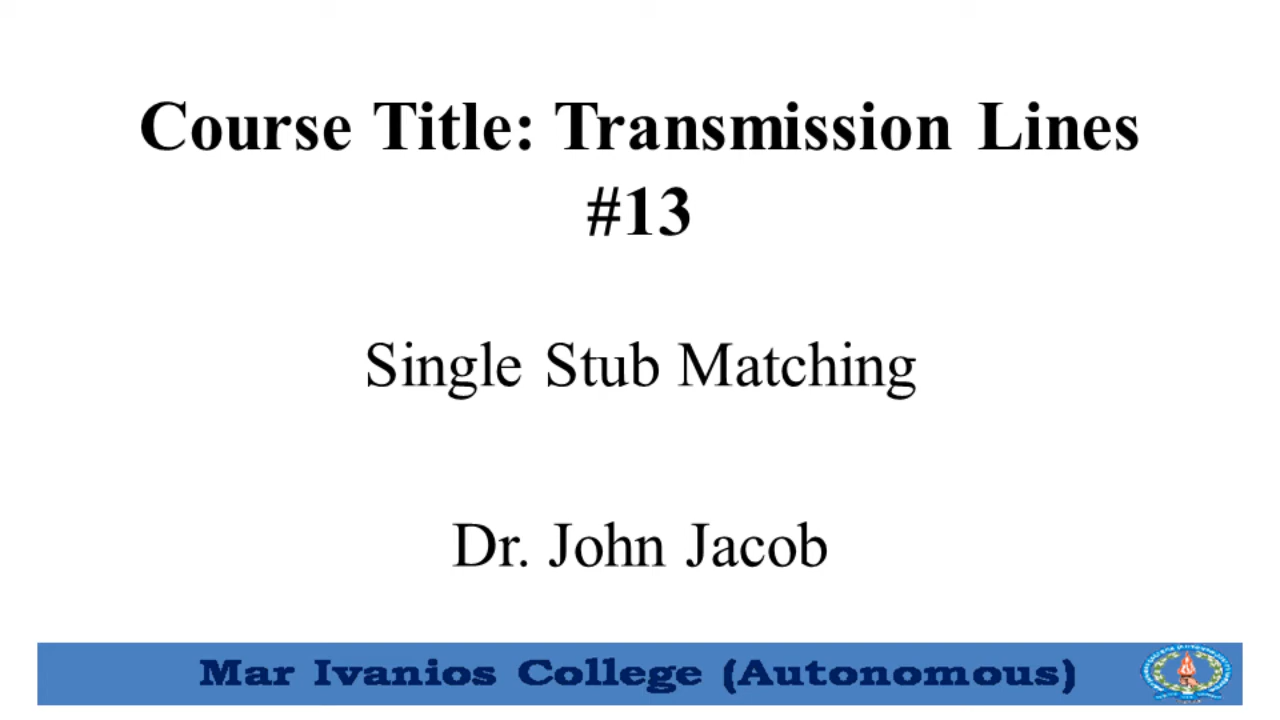 Course Title: Transmission Lines
#13
Single Stub Matching
Dr. John Jacob
Mar Ivanios College (Autonomous)